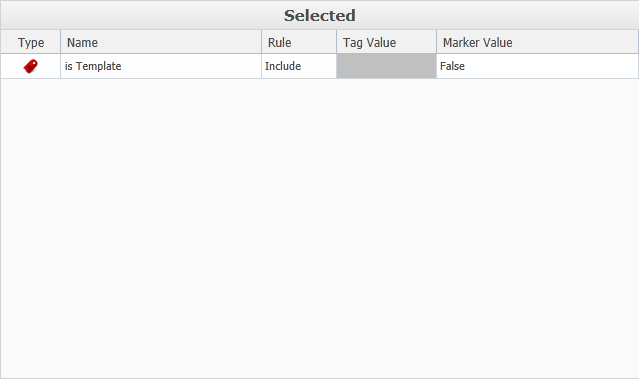 Selected
Type Name Rule Tag Value Marker Value
is Template Include False